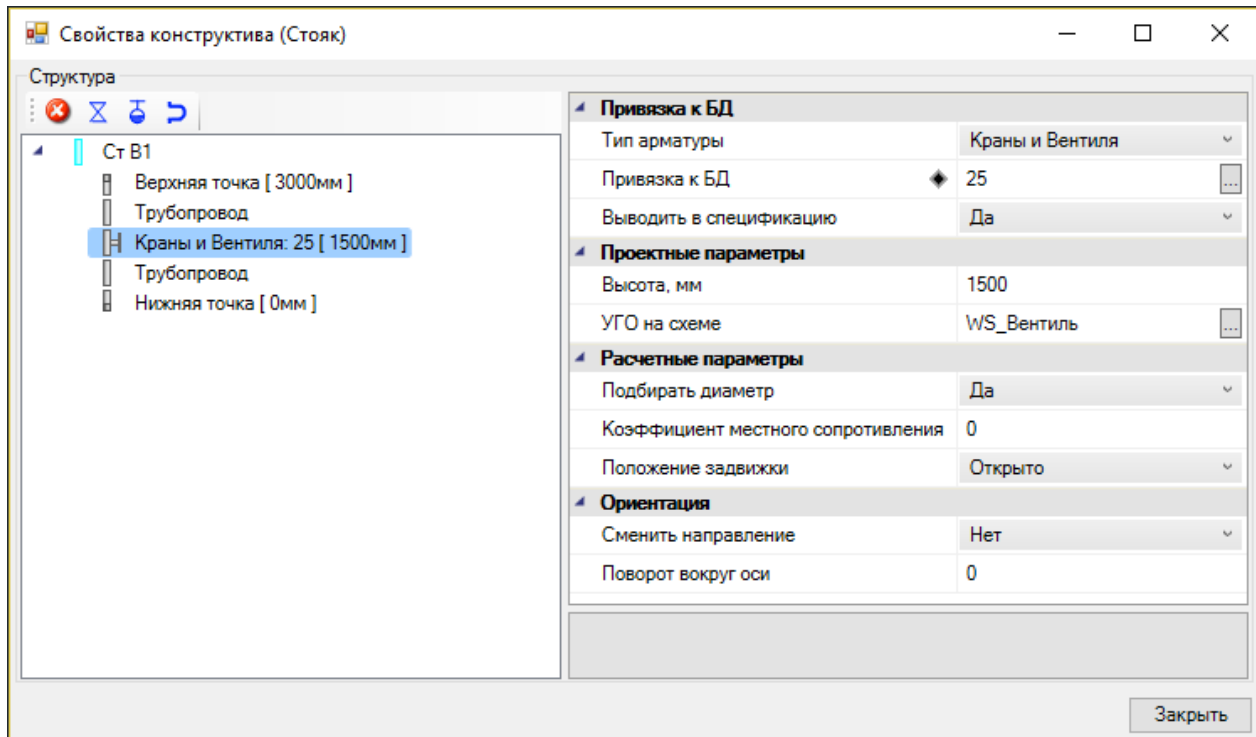 Свойства конструктива (Стояк)
Структура
Ст В1
Верхняя точка [ 3000мм ]
Трубопровод
Краны и Вентиля: 25 [ 1500мм ]
Трубопровод
Нижняя точка [ 0мм ]
Привязка к БД
Тип арматуры Краны и Вентиля
Привязка к БД 25 ...
Выводить в спецификацию Да
Проектные параметры
Высота, мм 1500
УГО на схеме WS_Вентиль ...
Расчетные параметры
Подбирать диаметр Да
Коэффициент местного сопротивления 0
Положение задвижки Открыто
Ориентация
Сменить направление Нет
Поворот вокруг оси 0
Закрыть